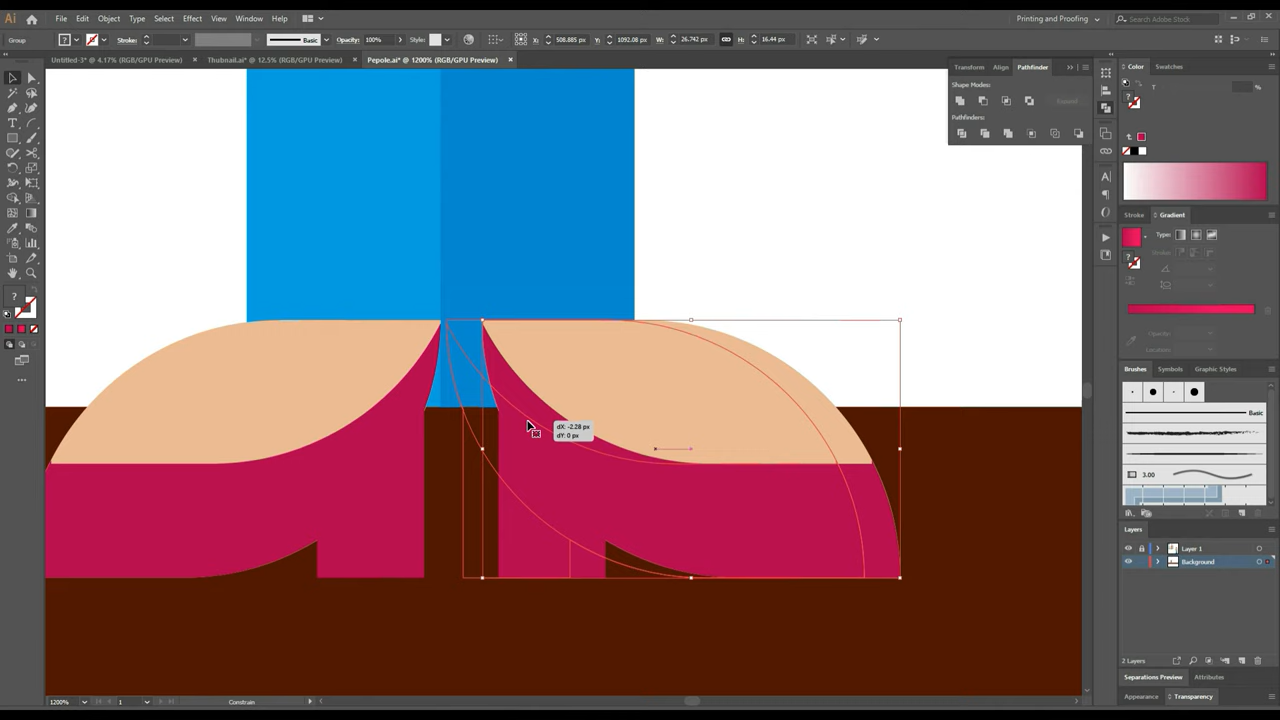 Ai File Edit Object Type Select Effect View Window Help Printing and Proofing Search Adobe Stock
Group Stroke: Basic Opacity: 100% Style: X: 508.885 px Y: 1092.08 px W: 26.742 px H: 16.44 px
Untitled-3* @ 4.17% (RGB/GPU Preview) × Thubnail.ai* @ 12.5% (RGB/GPU Preview) × Pepole.ai* @ 1200% (RGB/GPU Preview) ×
Transform Align Pathfinder
Color Swatches
Shape Modes:
T
Expand
Pathfinders:
Stroke Gradient
Type:
Stroke:
Opacity:
Location:
Brushes Symbols Graphic Styles
Basic
dX: -2.28 px
dY: 0 px
3.00
Layers
Layer 1
Background
2 Layers
Separations Preview Attributes
Appearance Transparency
1200% 1 Constrain